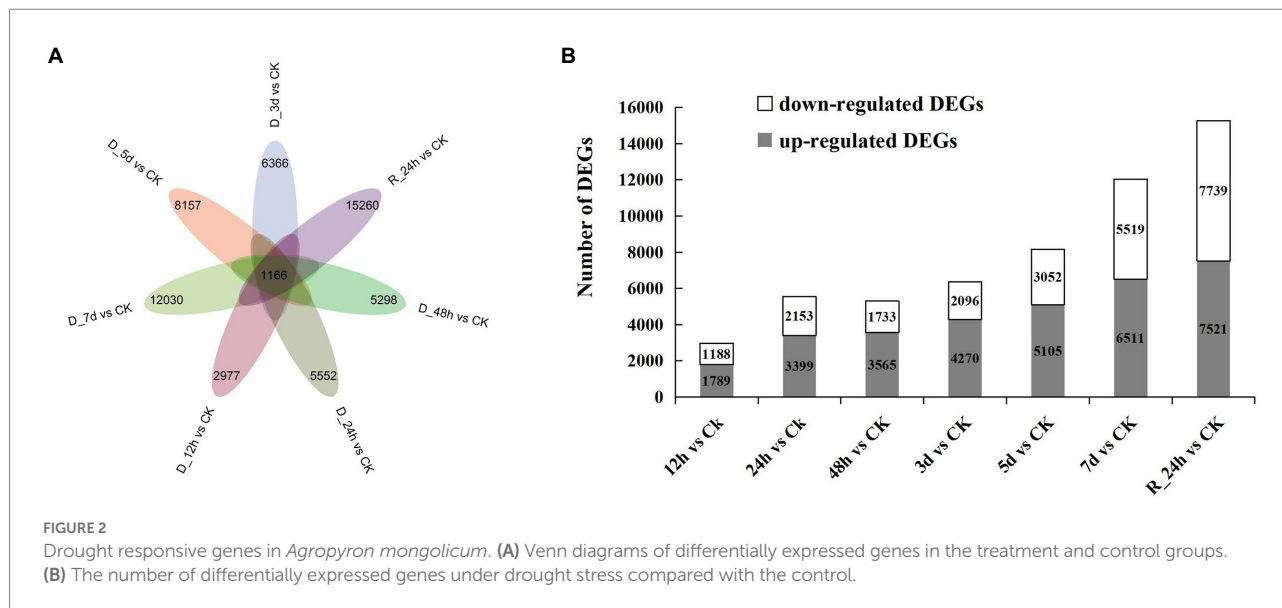 A
D_3d vs CK
D_5d vs CK
R_24h vs CK
6366
8157
15260
1166
12030
5298
D_7d vs CK
D_48h vs CK
2977
5552
D_12h vs CK
D_24h vs CK
B
down-regulated DEGs
up-regulated DEGs
Number of DEGs
16000
14000
12000
10000
8000
6000
4000
2000
0
1188
1789
2153
3399
1733
3565
2096
4270
3052
5105
5519
6511
7739
7521
12h vs Ck
24h vs Ck
48h vs CK
3d vs CK
5d vs CK
7d vs CK
R_24h vs CK
FIGURE 2
Drought responsive genes in Agropyron mongolicum. (A) Venn diagrams of differentially expressed genes in the treatment and control groups.
(B) The number of differentially expressed genes under drought stress compared with the control.